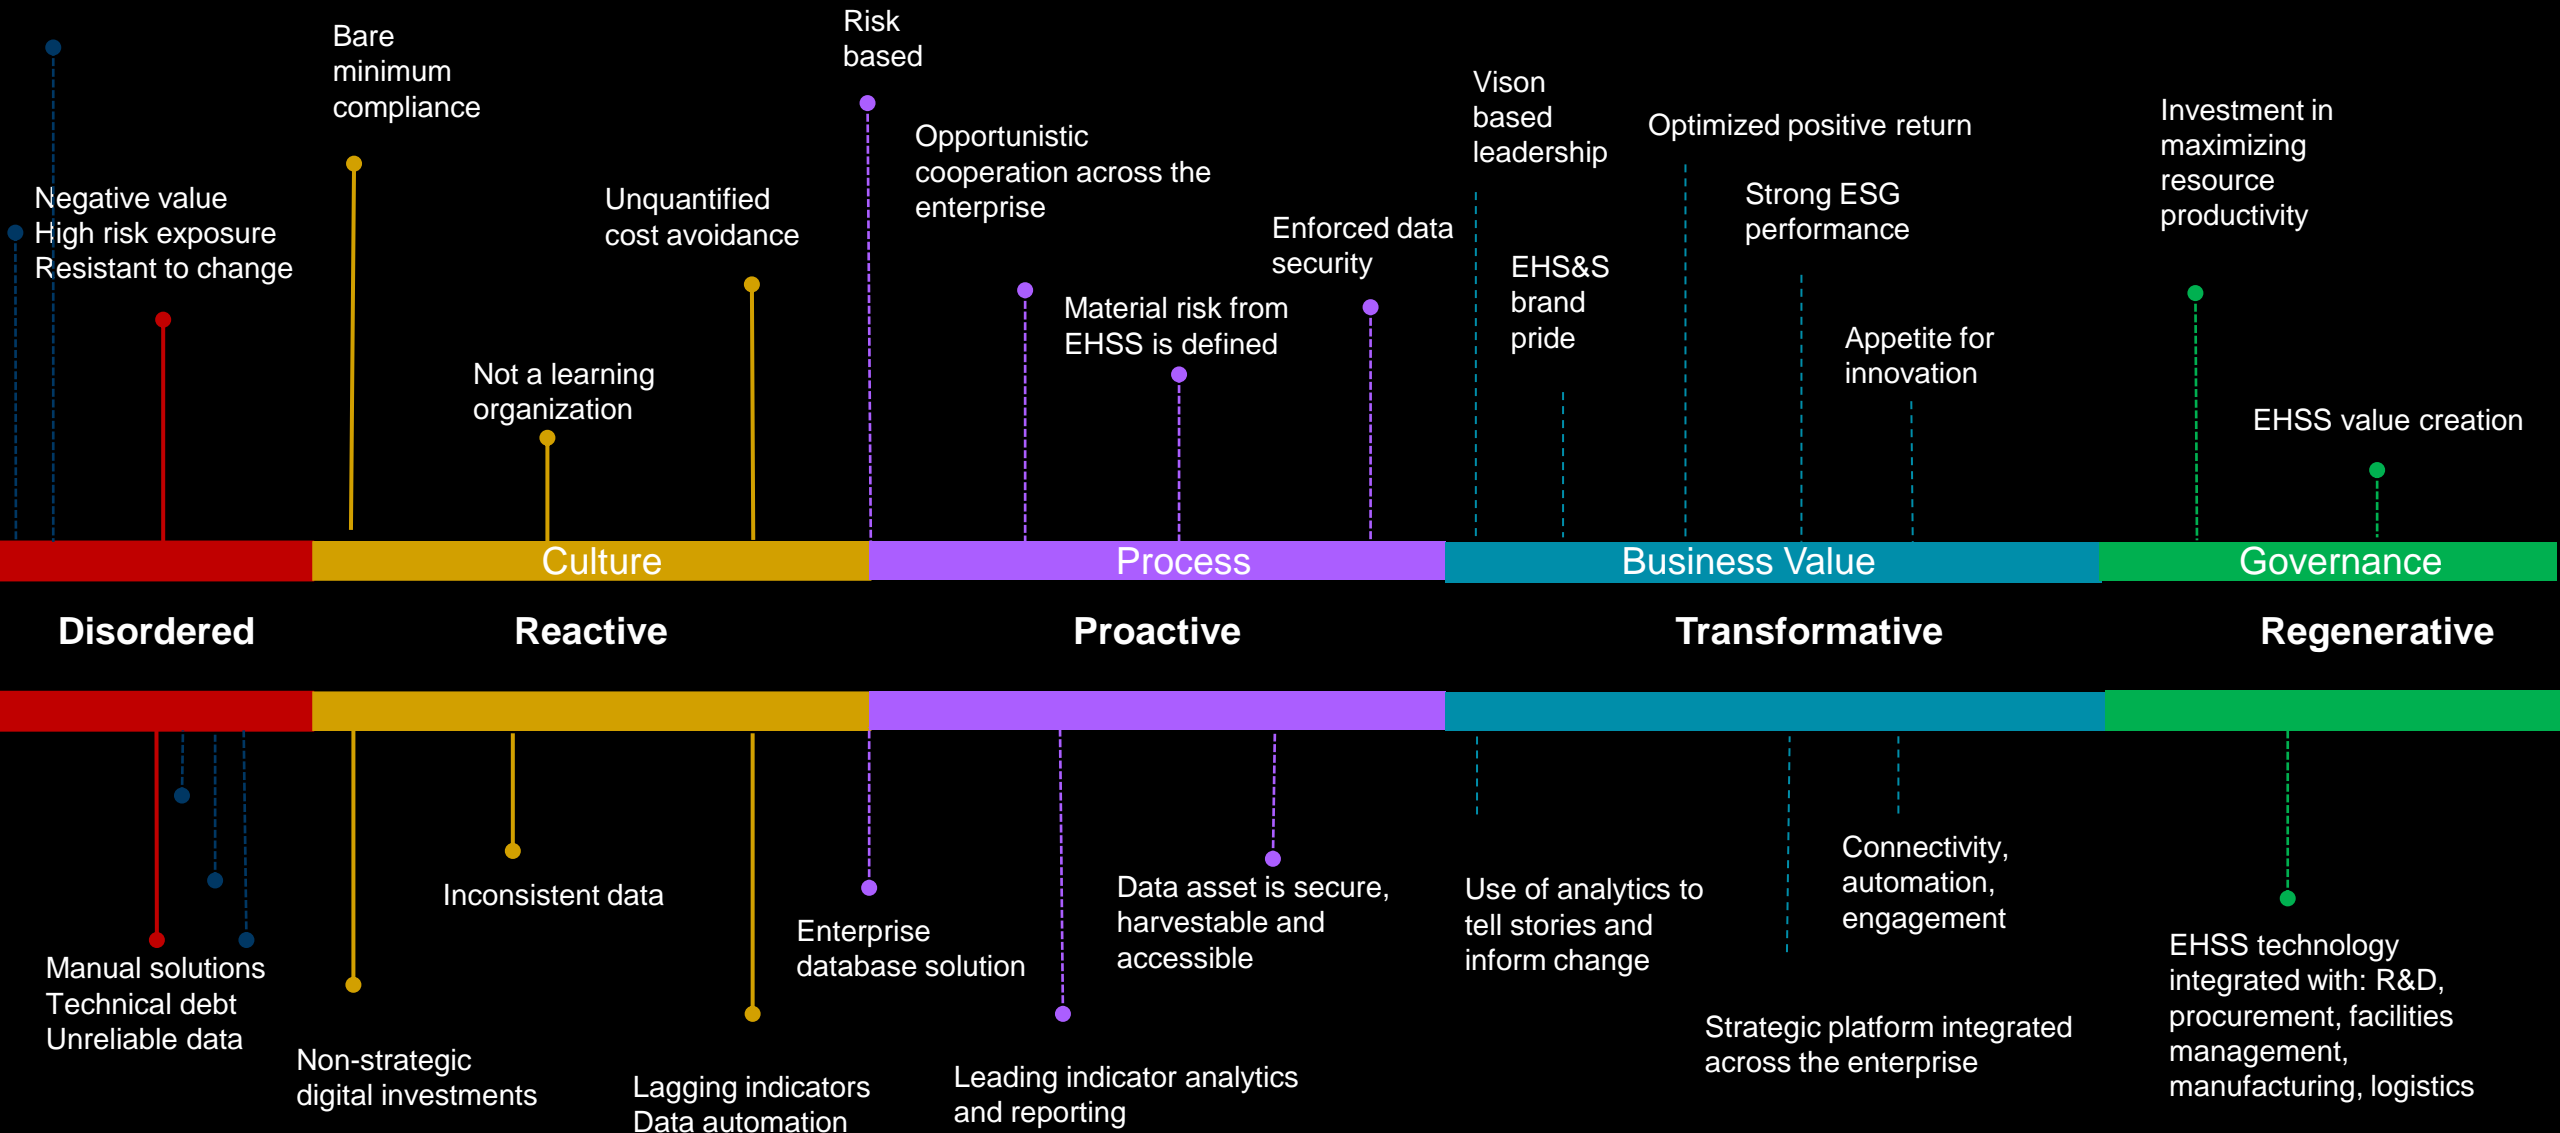 Negative value
High risk exposure
Resistant to change
Bare
minimum
compliance
Not a learning
organization
Unquantified
cost avoidance
Risk
based
Opportunistic
cooperation across the
enterprise
Material risk from
EHSS is defined
Enforced data
security
Vison
based
leadership
EHS&S
brand
pride
Optimized positive return
Strong ESG
performance
Appetite for
innovation
Investment in
maximizing
resource
productivity
EHSS value creation
Culture
Process
Business Value
Governance
Disordered
Reactive
Proactive
Transformative
Regenerative
Manual solutions
Technical debt
Unreliable data
Non-strategic
digital investments
Inconsistent data
Lagging indicators
Data automation
Enterprise
database solution
Leading indicator analytics
and reporting
Data asset is secure,
harvestable and
accessible
Use of analytics to
tell stories and
inform change
Strategic platform integrated
across the enterprise
Connectivity,
automation,
engagement
EHSS technology
integrated with: R&D,
procurement, facilities
management,
manufacturing, logistics